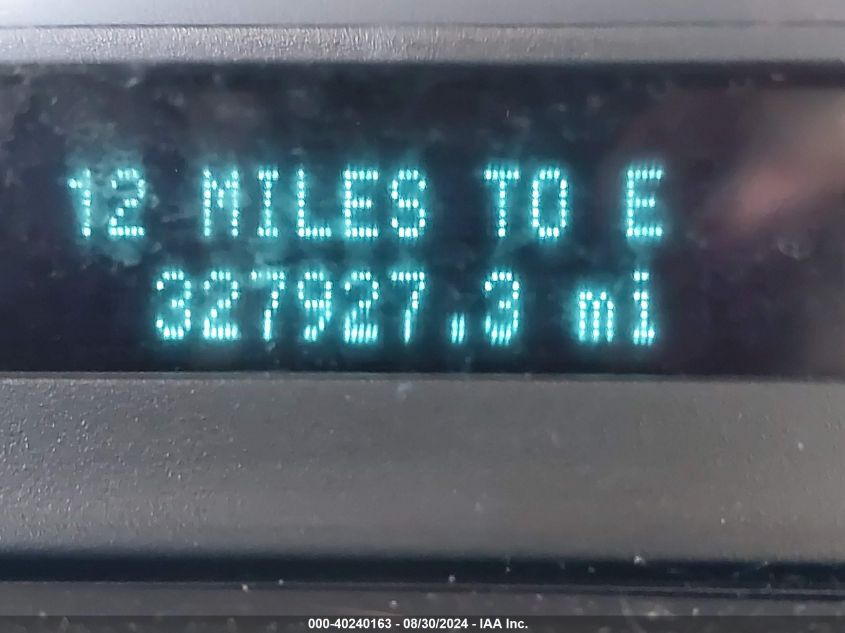 12 MILES TO E
327927.3 mi
000-40240163 - 08/30/2024 - IAA Inc.